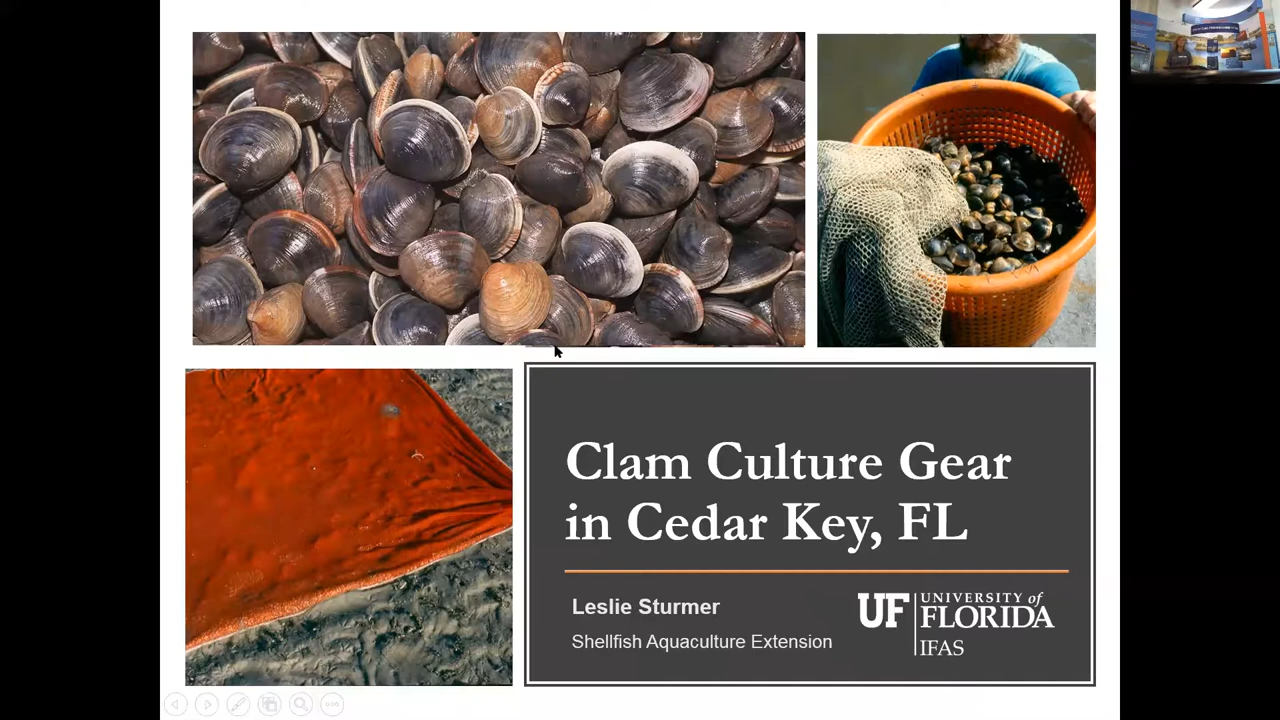 Clam Culture Gear
in Cedar Key, FL
Leslie Sturmer
Shellfish Aquaculture Extension
UF UNIVERSITY of
FLORIDA
IFAS